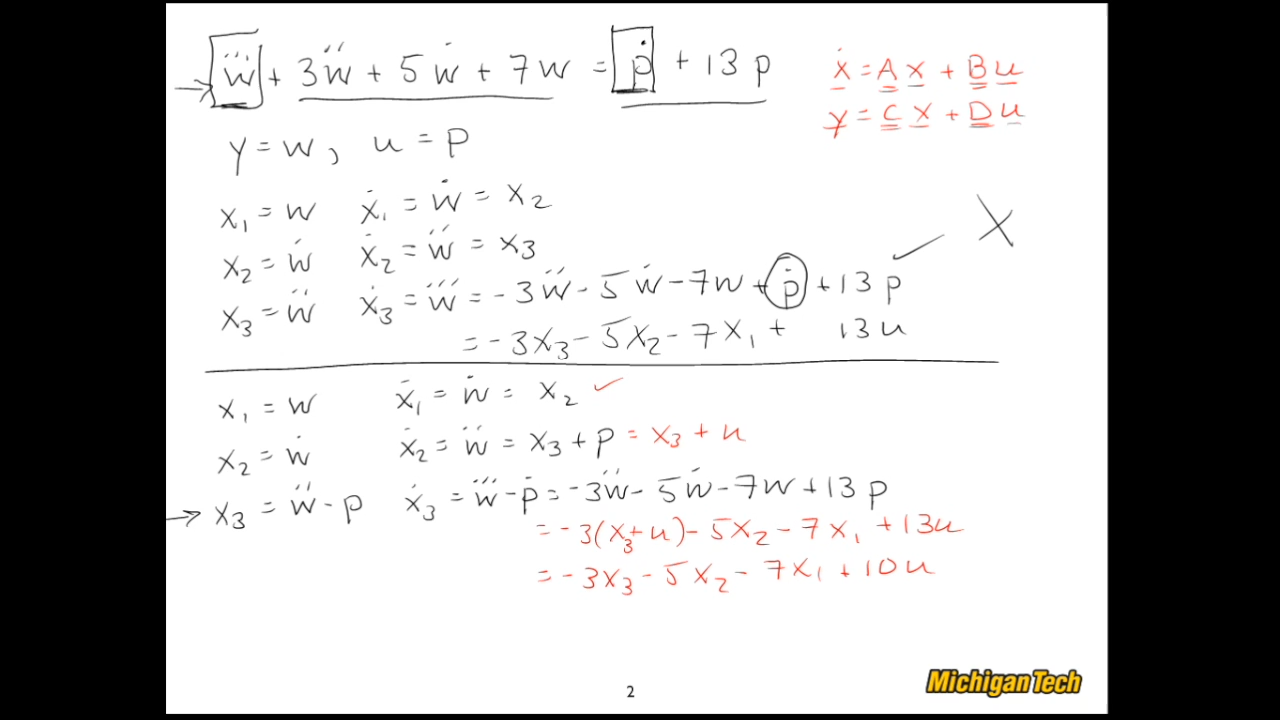 → w⃛ + 3ẅ + 5ẇ + 7w = ṗ + 13p
ẋ = Ax + Bu
y = Cx + Du
y = w, u = p
x₁ = w ẋ₁ = ẇ = x₂
x₂ = ẇ ẋ₂ = ẅ = x₃
x₃ = ẅ ẋ₃ = w⃛ = -3ẅ - 5ẇ - 7w + ṗ + 13p ✓ X
= -3x₃ - 5x₂ - 7x₁ + 13u
x₁ = w ẋ₁ = ẇ = x₂ ✓
x₂ = ẇ ẋ₂ = ẅ = x₃ + p = x₃ + u
→ x₃ = ẅ - p ẋ₃ = w⃛ - ṗ = -3ẅ - 5ẇ - 7w + 13p
= -3(x₃ + u) - 5x₂ - 7x₁ + 13u
= -3x₃ - 5x₂ - 7x₁ + 10u
2
Michigan Tech